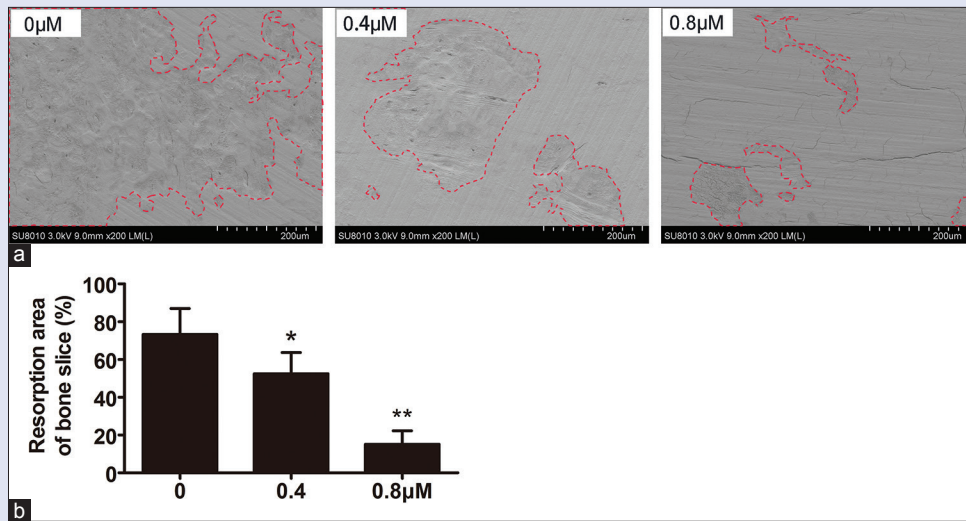 0µM
0.4µM
0.8µM
SU8010 3.0kV 9.0mm x200 LM(L) 200um
SU8010 3.0kV 9.0mm x200 LM(L) 200um
SU8010 3.0kV 9.0mm x200 LM(L) 200um
a
Resorption area
of bone slice (%)
100
80
60
40
20
0
*
**
0 0.4 0.8µM
b